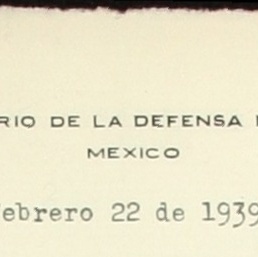 RIO DE LA DEFENSA
MEXICO
ebrero 22 de 1939